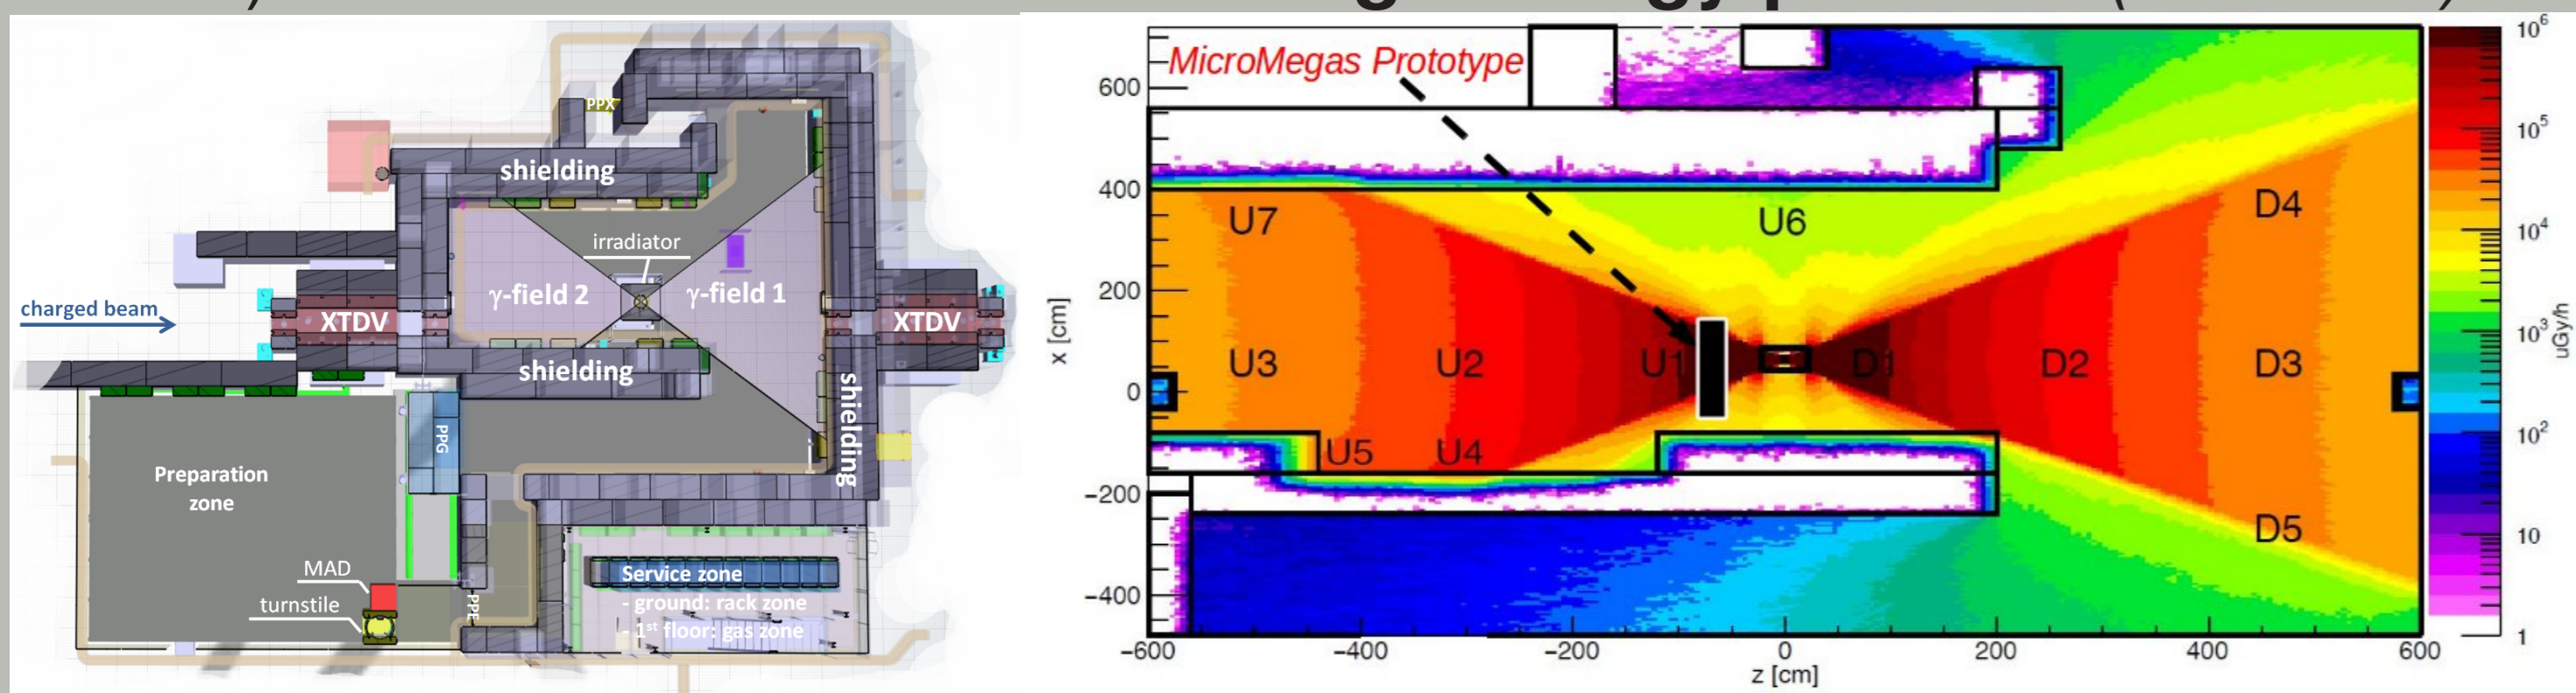 PPX
shielding
irradiator
γ-field 2
γ-field 1
charged beam
XTDV
XTDV
shielding
shielding
PPG
Preparation
zone
MAD
turnstile
PPE
Service zone
- ground: rack zone
- 1st floor: gas zone
MicroMegas Prototype
x [cm]
600
400
200
0
−200
−400
U7
U6
D4
U3
U2
U1
D1
D2
D3
U5
U4
D5
−600
−400
−200
0
200
400
600
z [cm]
10^6
10^5
10^4
10^3
10^2
10
1
uGy/h